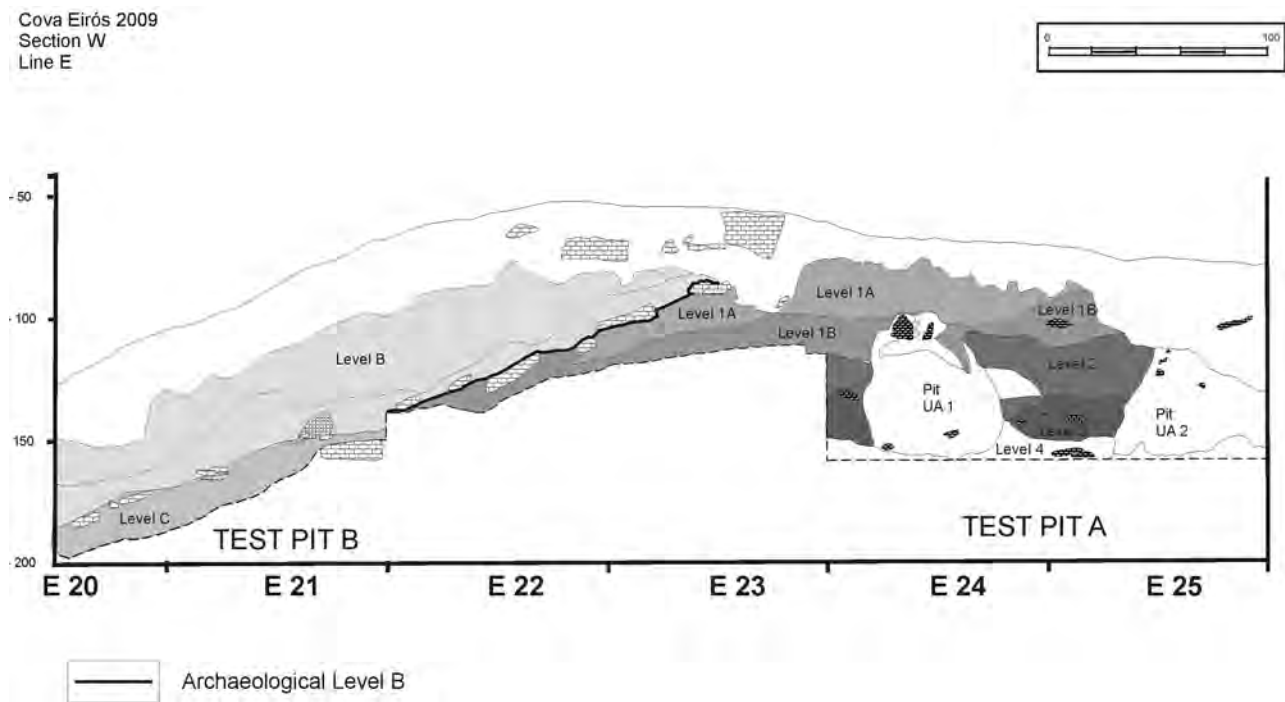 Cova Eirós 2009
Section W
Line E
0 100
- 50
- 100
- 150
- 200
Level 1A
Level 1A
Level 1B
Level 1B
Level B
Level 2
Pit
UA 1
Pit
UA 2
Level
Level 4
Level C
TEST PIT B
TEST PIT A
E 20 E 21 E 22 E 23 E 24 E 25
Archaeological Level B